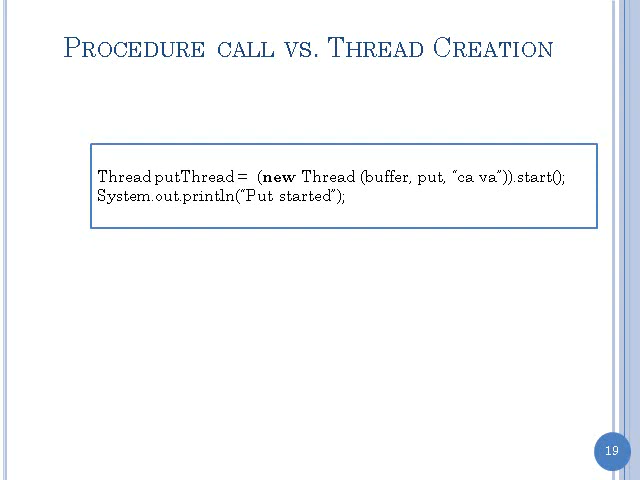 PROCEDURE CALL VS. THREAD CREATION
Thread putThread = (new Thread (buffer, put, “ca va”)).start();
System.out.println(“Put started”);
19